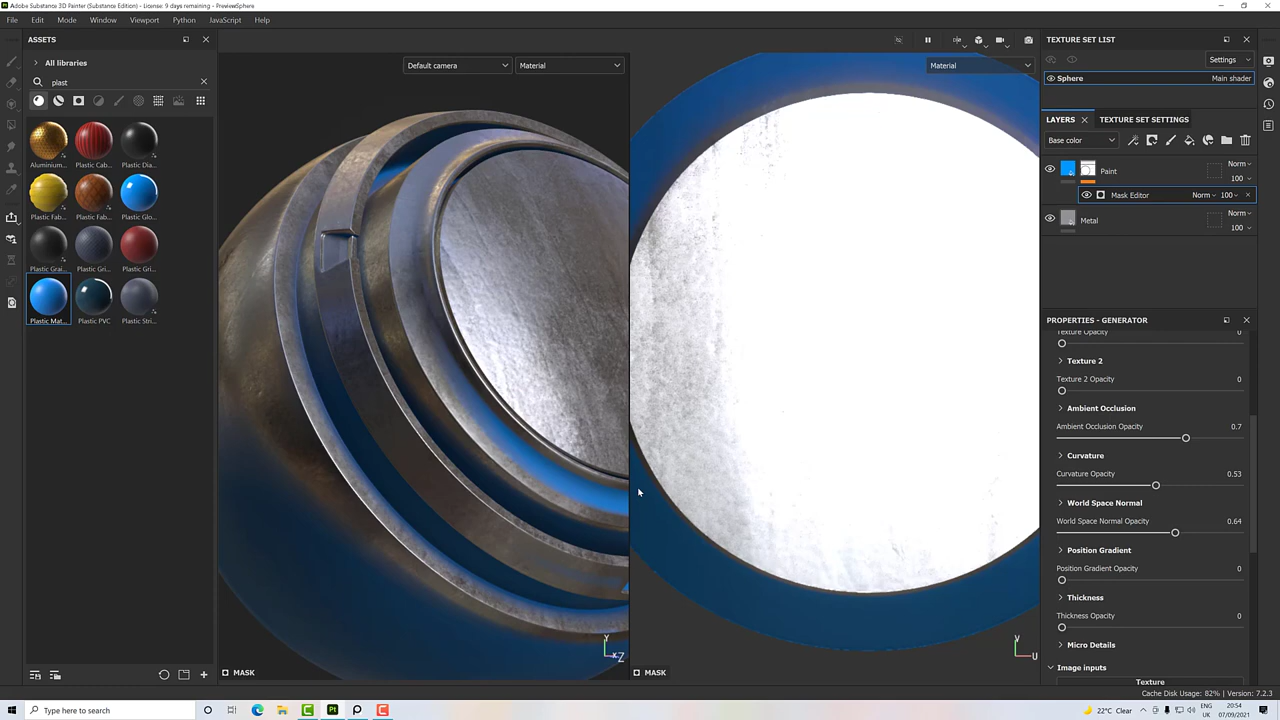 Adobe Substance 3D Painter (Substance Edition) - License: 9 days remaining - PreviewSphere
File Edit Mode Window Viewport Python JavaScript Help
ASSETS
All libraries
plast
Aluminium...
Plastic Cab...
Plastic Dia...
Plastic Fab...
Plastic Fab...
Plastic Glo...
Plastic Grai...
Plastic Gri...
Plastic Gri...
Plastic Mat...
Plastic PVC
Plastic Stri...
Default camera
Material
Material
Y
Z
V
U
MASK
MASK
TEXTURE SET LIST
Settings
Sphere Main shader
LAYERS TEXTURE SET SETTINGS
Base color
Paint Norm 100
Mask Editor Norm 100
Metal Norm 100
PROPERTIES - GENERATOR
Texture Opacity 0
Texture 2
Texture 2 Opacity 0
Ambient Occlusion
Ambient Occlusion Opacity 0.7
Curvature
Curvature Opacity 0.53
World Space Normal
World Space Normal Opacity 0.64
Position Gradient
Position Gradient Opacity 0
Thickness
Thickness Opacity 0
Micro Details
Image inputs
Texture
Cache Disk Usage: 82% | Version: 7.2.3
Type here to search
22°C Clear
ENG
UK
20:54
07/09/2021